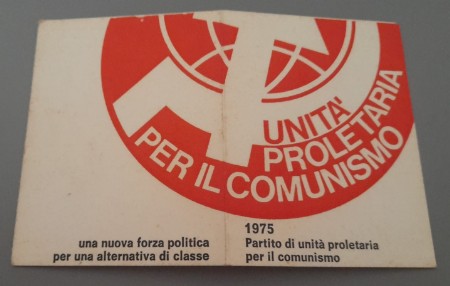 UNITA'
PROLETARIA
PER IL COMUNISMO
una nuova forza politica
per una alternativa di classe
1975
Partito di unità proletaria
per il comunismo